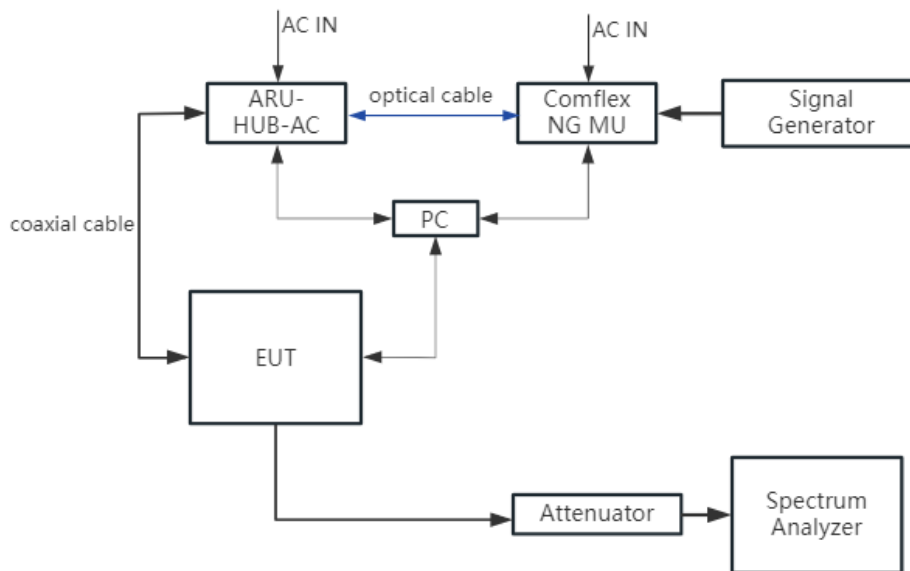 AC IN
AC IN
ARU-
HUB-AC
optical cable
Comflex
NG MU
Signal
Generator
PC
coaxial cable
EUT
Attenuator
Spectrum
Analyzer